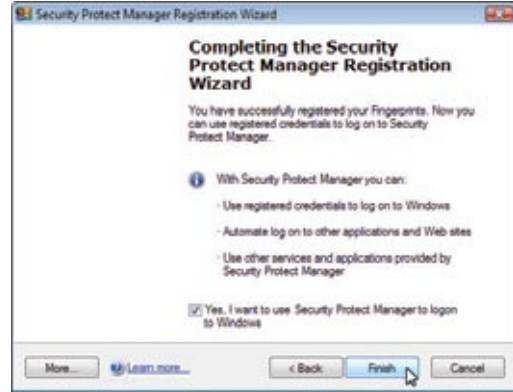 Security Protect Manager Registration Wizard
Completing the Security
Protect Manager Registration
Wizard
You have successfully registered your Fingerprints. Now you
can use registered credentials to log on to Security
Protect Manager.
With Security Protect Manager you can:
· Use registered credentials to log on to Windows
· Automate log on to other applications and Web sites
· Use other services and applications provided by
Security Protect Manager
Yes, I want to use Security Protect Manager to logon
to Windows
More...
Learn more...
< Back
Finish
Cancel